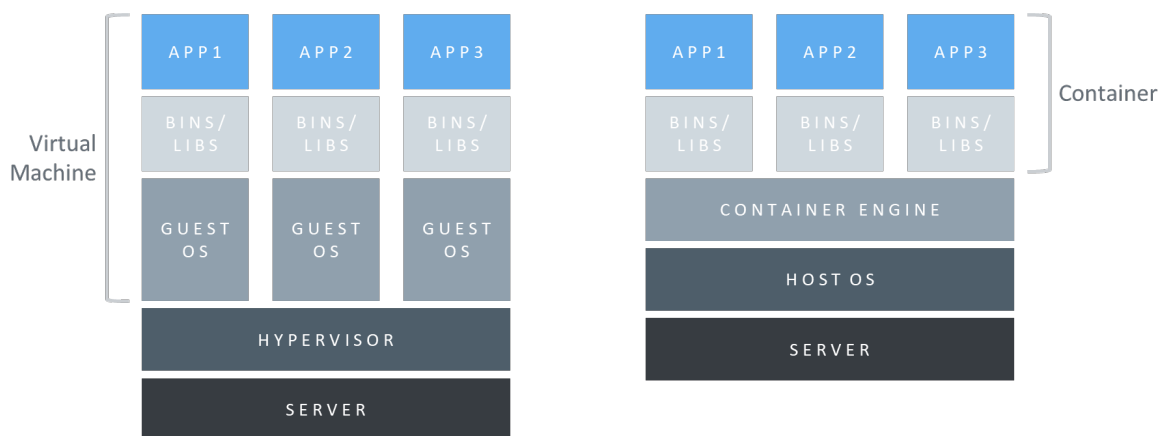 Virtual
Machine
APP1
APP2
APP3
BINS/
LIBS
BINS/
LIBS
BINS/
LIBS
GUEST
OS
GUEST
OS
GUEST
OS
HYPERVISOR
SERVER
APP1
APP2
APP3
BINS/
LIBS
BINS/
LIBS
BINS/
LIBS
CONTAINER ENGINE
HOST OS
SERVER
Container